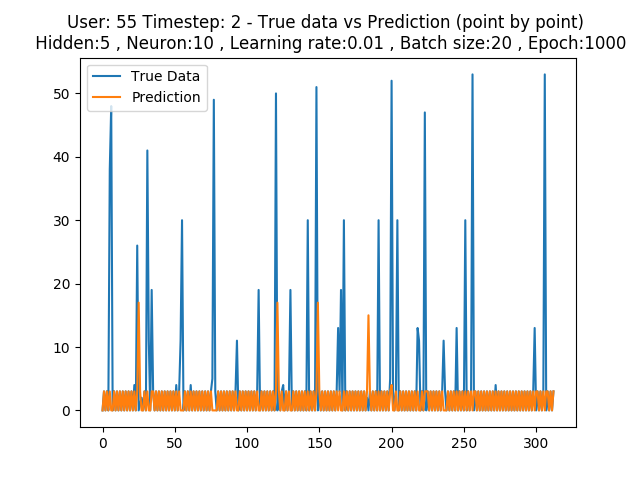 User: 55 Timestep: 2 - True data vs Prediction (point by point)
Hidden:5 , Neuron:10 , Learning rate:0.01 , Batch size:20 , Epoch:1000
True Data
Prediction
50
40
30
20
10
0
0 50 100 150 200 250 300